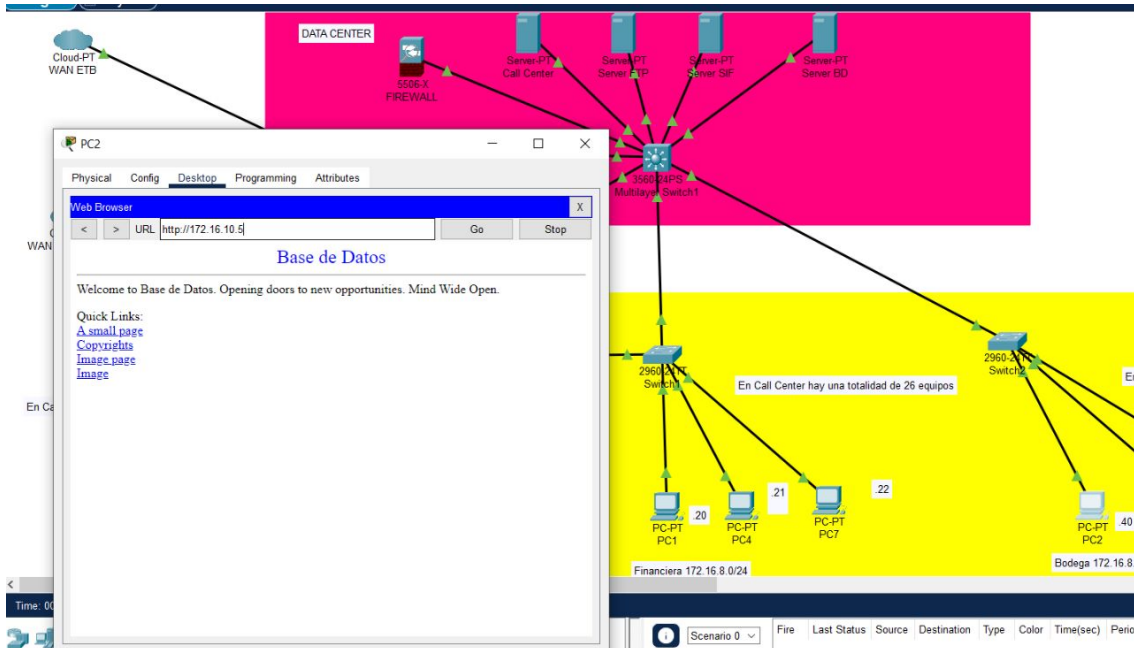 DATA CENTER
Cloud-PT
WAN ETB
5506-X
FIREWALL
Server-PT
Call Center
Server-PT
Server FTP
Server-PT
Server SIF
Server-PT
Server BD
3560-24PS
Multilayer Switch1
PC2
Physical Config Desktop Programming Attributes
Web Browser
X
< > URL http://172.16.10.5 Go Stop
WAN
Base de Datos
Welcome to Base de Datos. Opening doors to new opportunities. Mind Wide Open.
Quick Links:
A small page
Copyrights
Image page
Image
2960-24TT
Switch1
2960-24TT
Switch2
En Call Center hay una totalidad de 26 equipos
En Ca
.20
.21
.22
.40
PC-PT
PC1
PC-PT
PC4
PC-PT
PC7
PC-PT
PC2
Financiera 172.16.8.0/24
Bodega 172.16.8.
Time: 00
Scenario 0
Fire Last Status Source Destination Type Color Time(sec) Perio